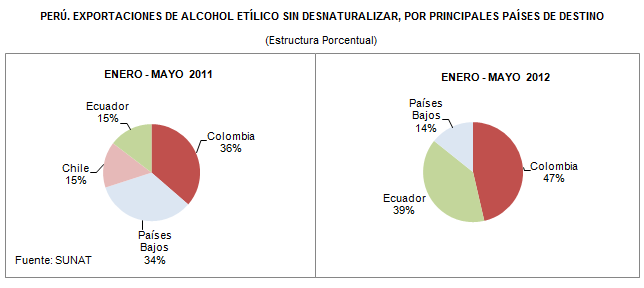 PERÚ. EXPORTACIONES DE ALCOHOL ETÍLICO SIN DESNATURALIZAR, POR PRINCIPALES PAÍSES DE DESTINO
(Estructura Porcentual)
ENERO - MAYO 2011
Ecuador
15%
Colombia
36%
Chile
15%
Países
Bajos
34%
Fuente: SUNAT
ENERO - MAYO 2012
Países
Bajos
14%
Colombia
47%
Ecuador
39%